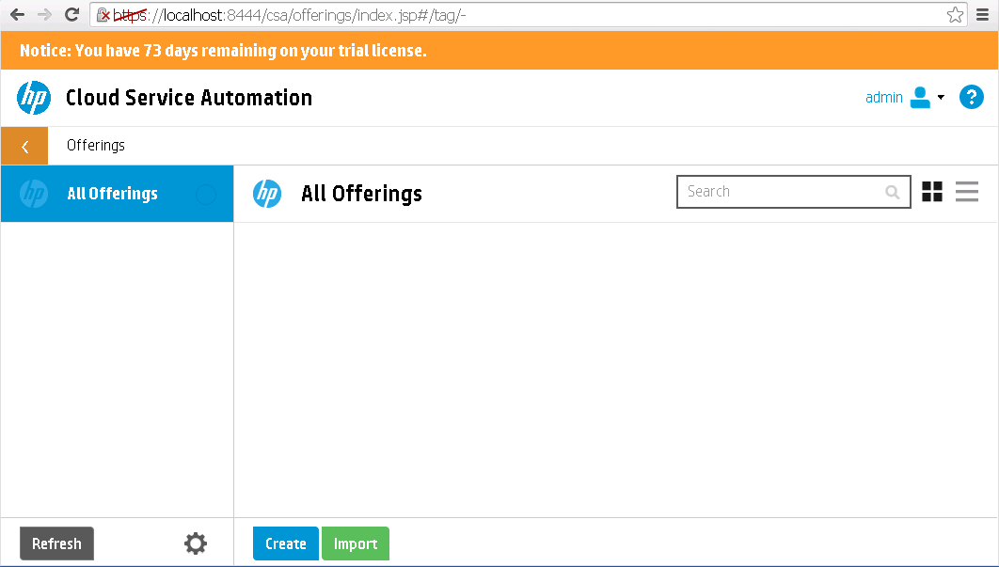 https://localhost:8444/csa/offerings/index.jsp#/tag/-
Notice: You have 73 days remaining on your trial license.
hp Cloud Service Automation admin ?
Offerings
hp All Offerings
hp All Offerings Search
Refresh Create Import